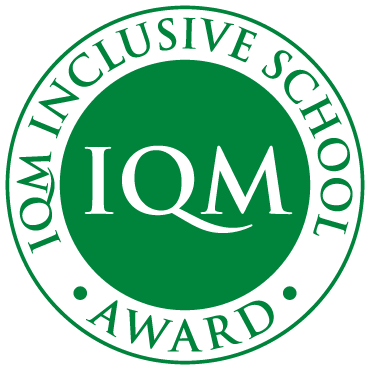 IQM INCLUSIVE SCHOOL
IQM
• AWARD •